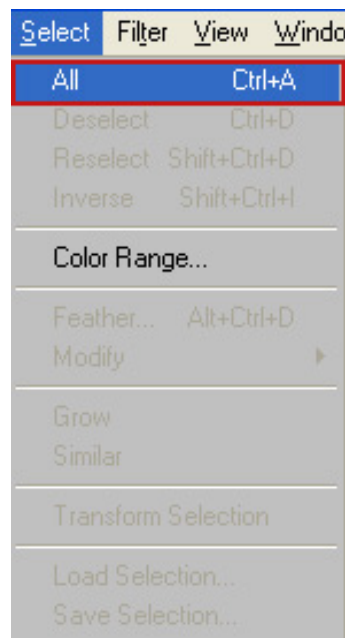 Select Filter View Windo
All Ctrl+A
Deselect Ctrl+D
Reselect Shift+Ctrl+D
Inverse Shift+Ctrl+I
Color Range...
Feather... Alt+Ctrl+D
Modify
Grow
Similar
Transform Selection
Load Selection...
Save Selection...